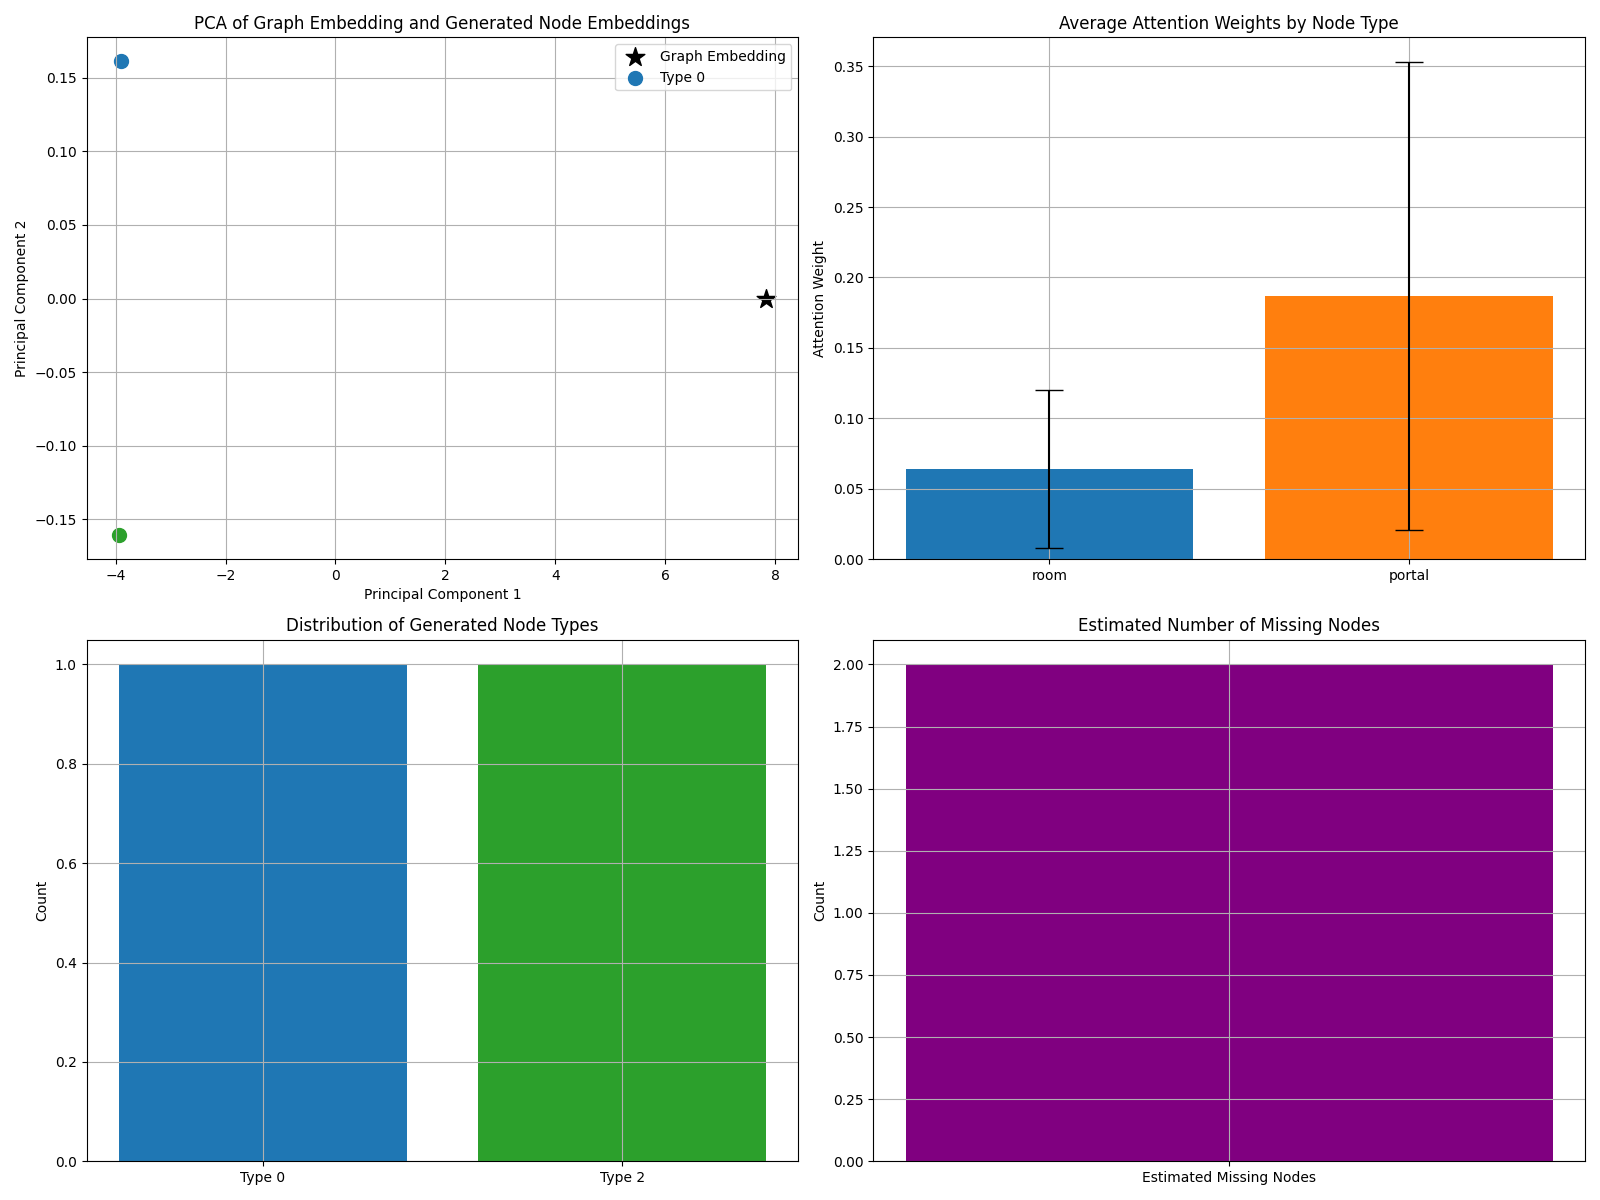 PCA of Graph Embedding and Generated Node Embeddings
Graph Embedding
Type 0
Principal Component 2
0.15
0.10
0.05
0.00
−0.05
−0.10
−0.15
−4
−2
0
2
4
6
8
Principal Component 1
Average Attention Weights by Node Type
Attention Weight
0.35
0.30
0.25
0.20
0.15
0.10
0.05
0.00
room
portal
Distribution of Generated Node Types
Count
1.0
0.8
0.6
0.4
0.2
0.0
Type 0
Type 2
Estimated Number of Missing Nodes
Count
2.00
1.75
1.50
1.25
1.00
0.75
0.50
0.25
0.00
Estimated Missing Nodes